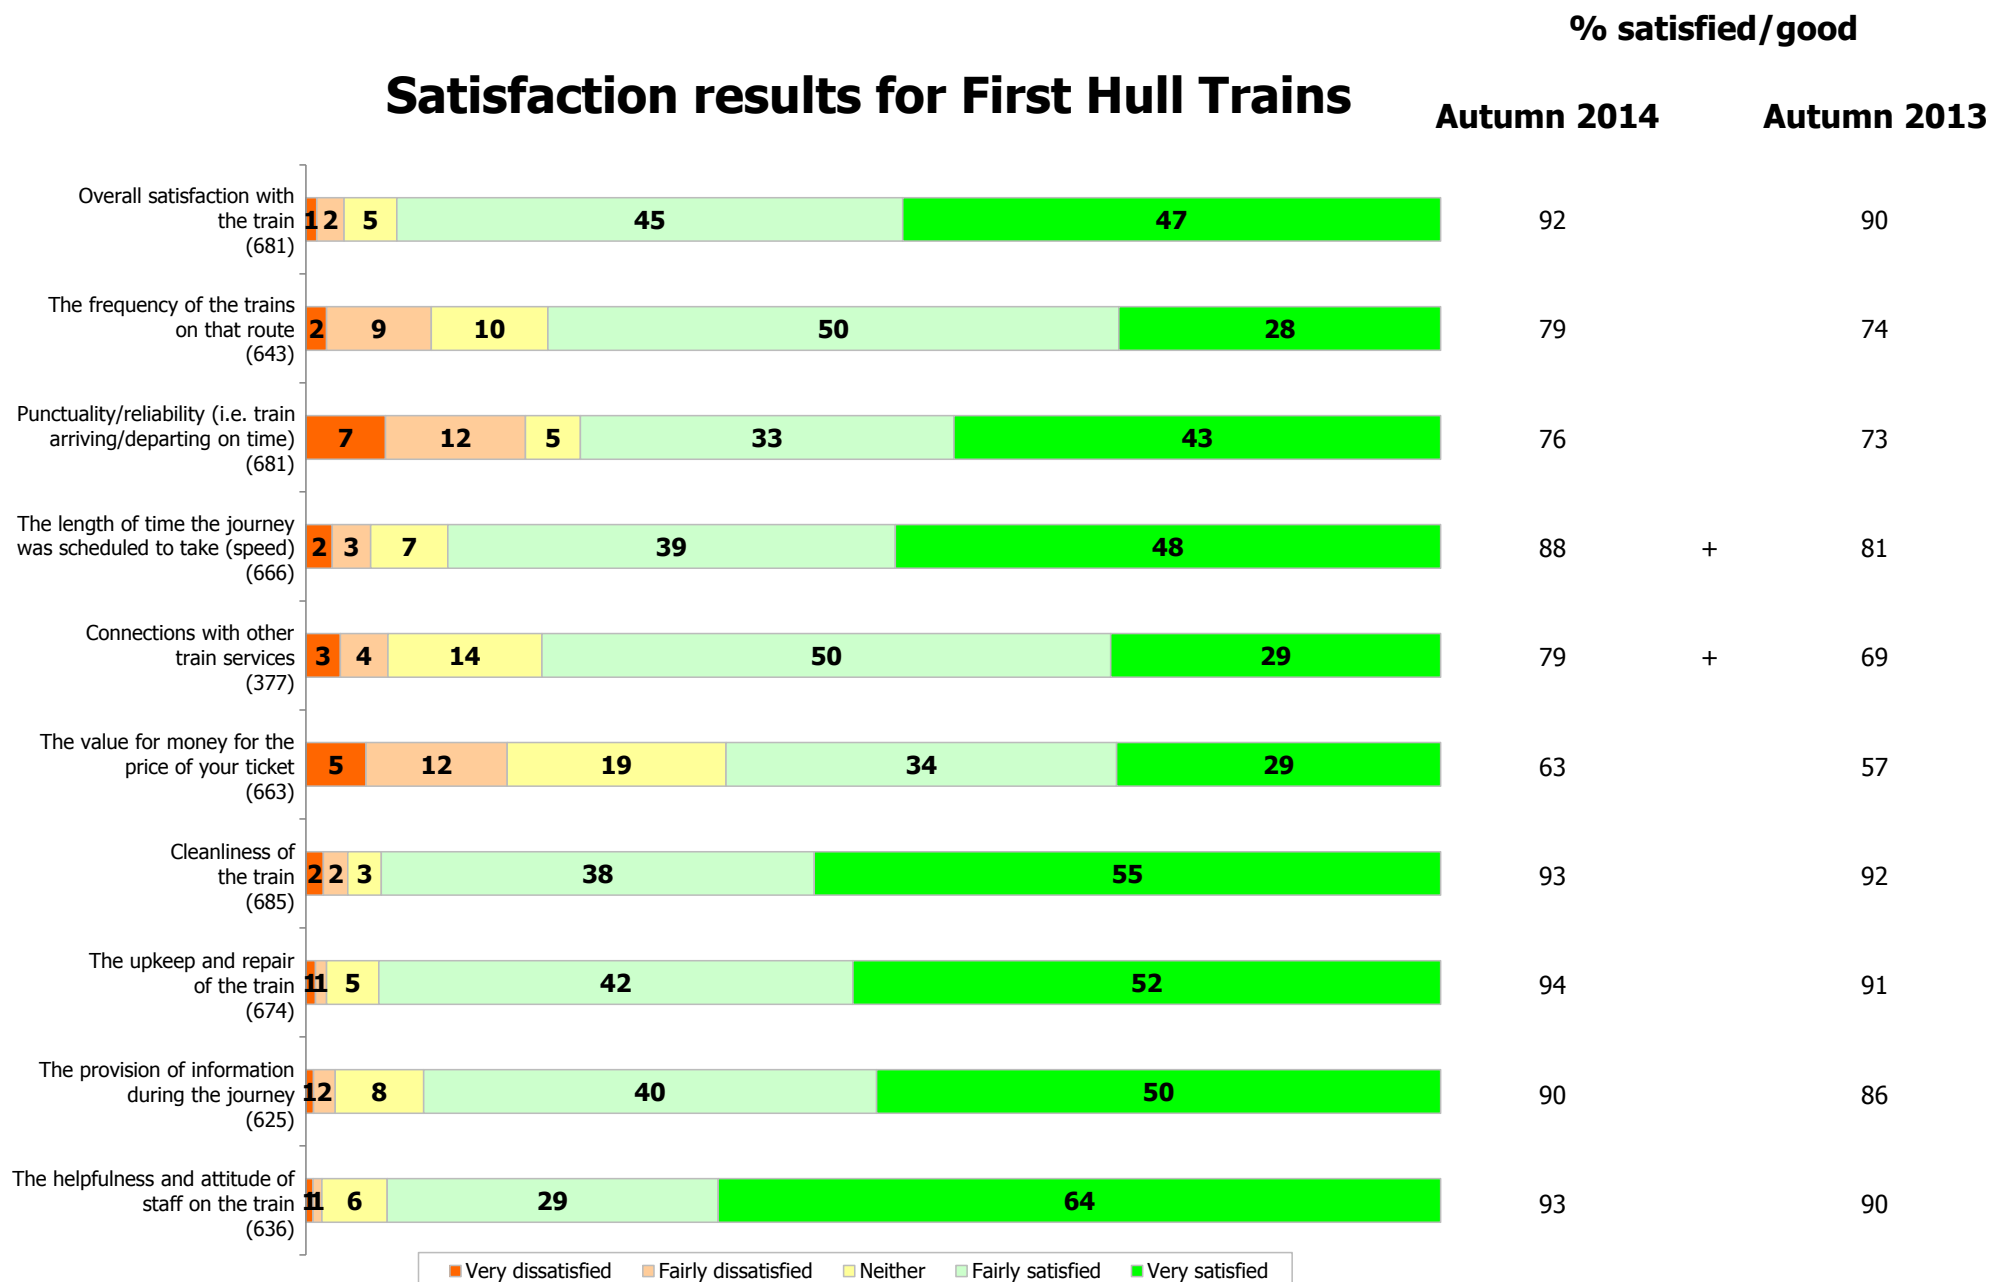 % satisfied/good
Satisfaction results for First Hull Trains
Autumn 2014 Autumn 2013
Overall satisfaction with
the train
(681)
1 2 5 45 47 92 90
The frequency of the trains
on that route
(643)
2 9 10 50 28 79 74
Punctuality/reliability (i.e. train
arriving/departing on time)
(681)
7 12 5 33 43 76 73
The length of time the journey
was scheduled to take (speed)
(666)
2 3 7 39 48 88 + 81
Connections with other
train services
(377)
3 4 14 50 29 79 + 69
The value for money for the
price of your ticket
(663)
5 12 19 34 29 63 57
Cleanliness of
the train
(685)
2 2 3 38 55 93 92
The upkeep and repair
of the train
(674)
1 1 5 42 52 94 91
The provision of information
during the journey
(625)
1 2 8 40 50 90 86
The helpfulness and attitude of
staff on the train
(636)
1 1 6 29 64 93 90
Very dissatisfied Fairly dissatisfied Neither Fairly satisfied Very satisfied